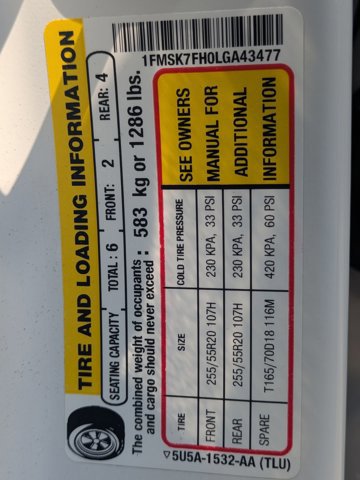 1FMSK7FH0LGA43477
TIRE AND LOADING INFORMATION
SEATING CAPACITY TOTAL : 6 FRONT: 2 REAR: 4
The combined weight of occupants
and cargo should never exceed : 583 kg or 1286 lbs.
TIRE SIZE COLD TIRE PRESSURE SEE OWNERS
FRONT 255/55R20 107H 230 KPA, 33 PSI MANUAL FOR
REAR 255/55R20 107H 230 KPA, 33 PSI ADDITIONAL
SPARE T165/70D18 116M 420 KPA, 60 PSI INFORMATION
▽5U5A-1532-AA (TLU)